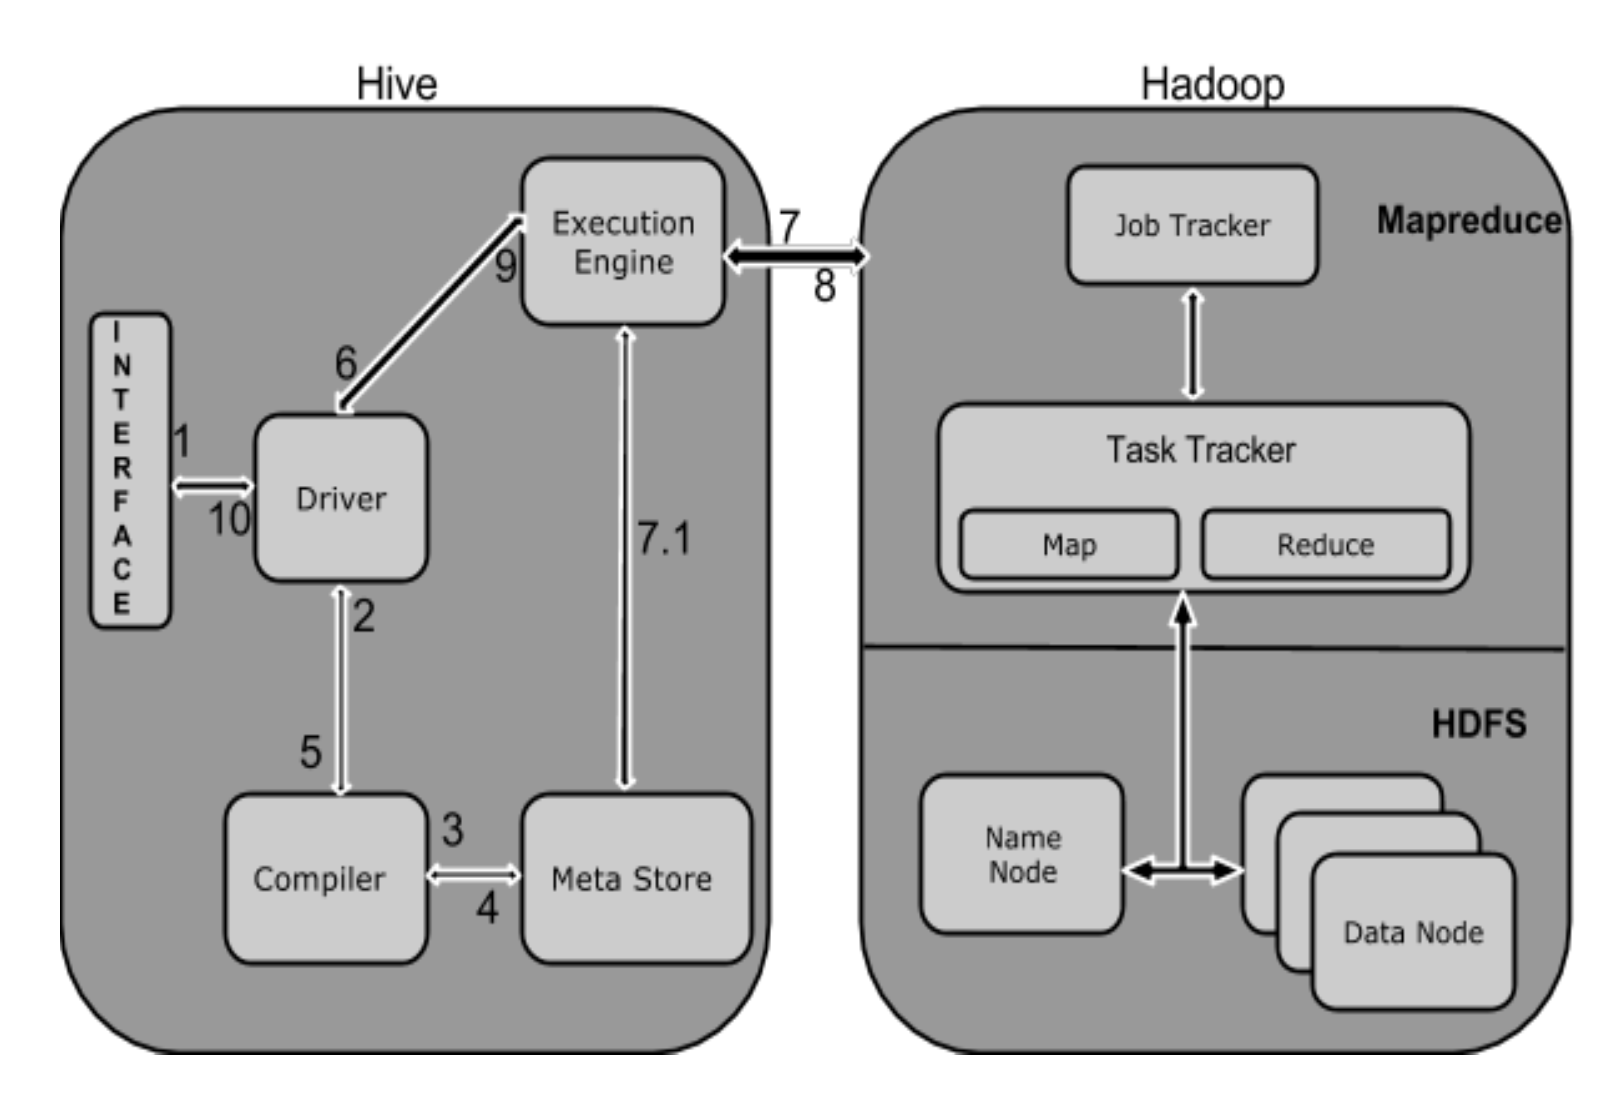 Hive
Hadoop
Execution
Engine
7
8
9
6
I
N
T
E
R
F
A
C
E
1
10
Driver
2
5
7.1
Compiler
3
4
Meta Store
Job Tracker
Mapreduce
Task Tracker
Map
Reduce
HDFS
Name
Node
Data Node